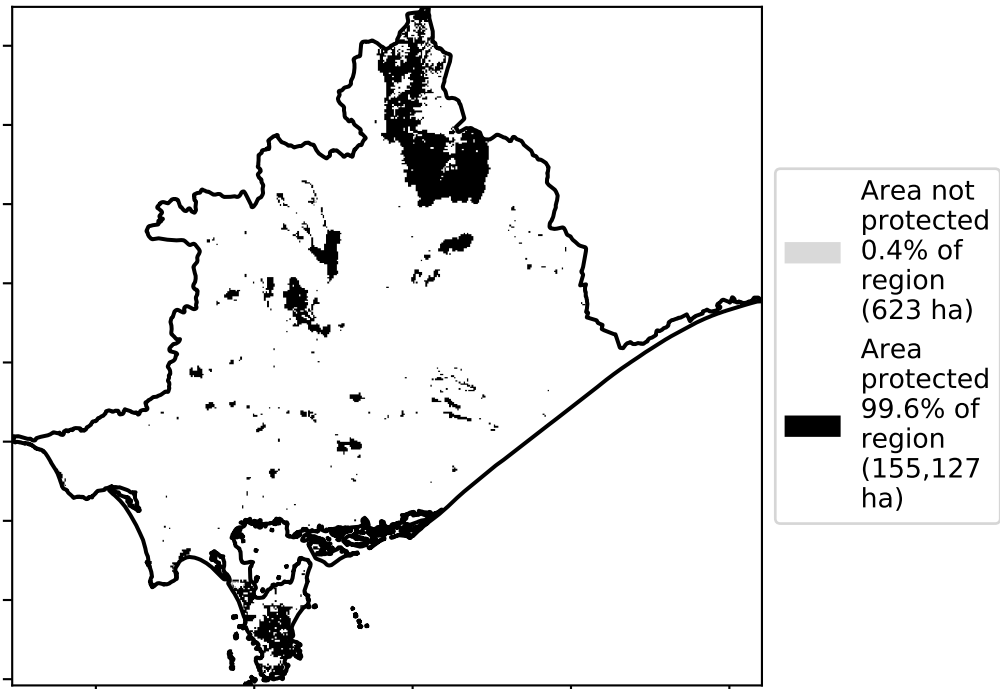 Area not
protected
0.4% of
region
(623 ha)
Area
protected
99.6% of
region
(155,127
ha)